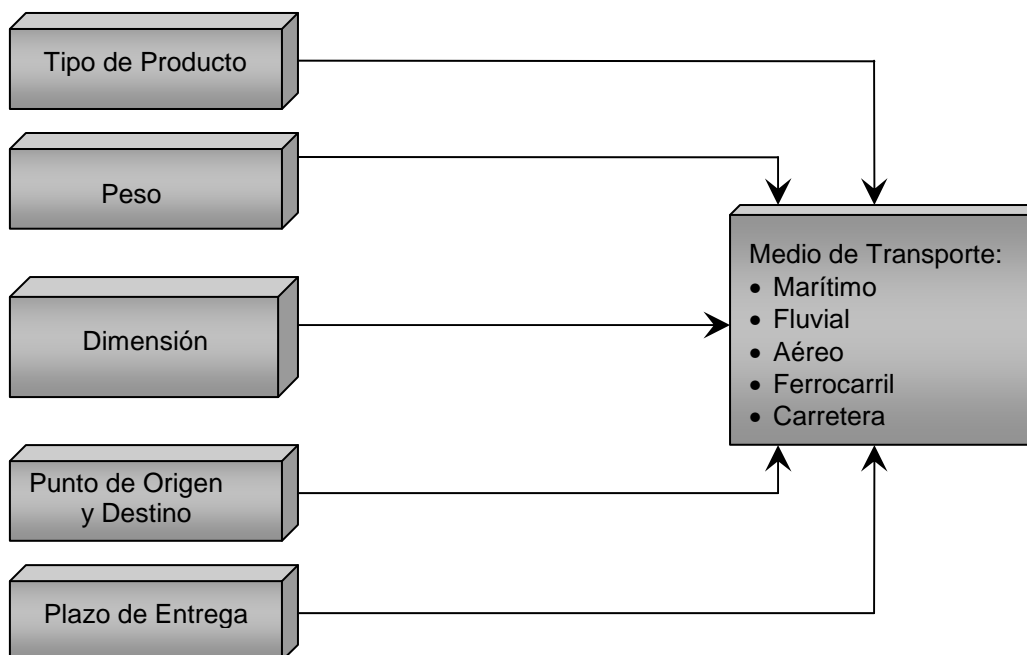 Tipo de Producto
Peso
Dimensión
Punto de Origen
y Destino
Plazo de Entrega
Medio de Transporte:
• Marítimo
• Fluvial
• Aéreo
• Ferrocarril
• Carretera